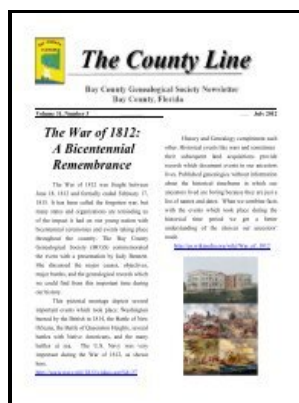 The County Line
Bay County Genealogical Society Newsletter
Bay County, Florida
Volume 31, Number 3
July 2012
The War of 1812:
A Bicentennial
Remembrance
The War of 1812 was fought between
June 18, 1812 and formally ended February 17,
1815. It has been called the forgotten war, but
many states and organizations are reminding us
of the impact it had on our young nation with
bicentennial ceremonies and events taking place
throughout the country. The Bay County
Genealogical Society (BCGS) commemorated
the event with a presentation by Judy Bennett.
She discussed the major causes, objectives,
major battles, and the genealogical records which
we could find from this important time during
our history.
This pictorial montage depicts several
important events which took place: Washington
burned by the British in 1814, the Battle of New
Orleans, the Battle of Queenston Heights, several
battles with Native Americans, and the many
battles at sea. The U.S. Navy was very
important during the War of 1812, as shown
here.
History and Genealogy complement each
other. Historical events like wars and sometimes
their subsequent land acquisitions provide
records which document events in our ancestors
lives. Published genealogies without information
about the historical timeframe in which our
ancestors lived are boring because they are just a
list of names and dates. When we combine facts
with the events which took place during the
historical time period we get a better
understanding of the choices our ancestors'
made.